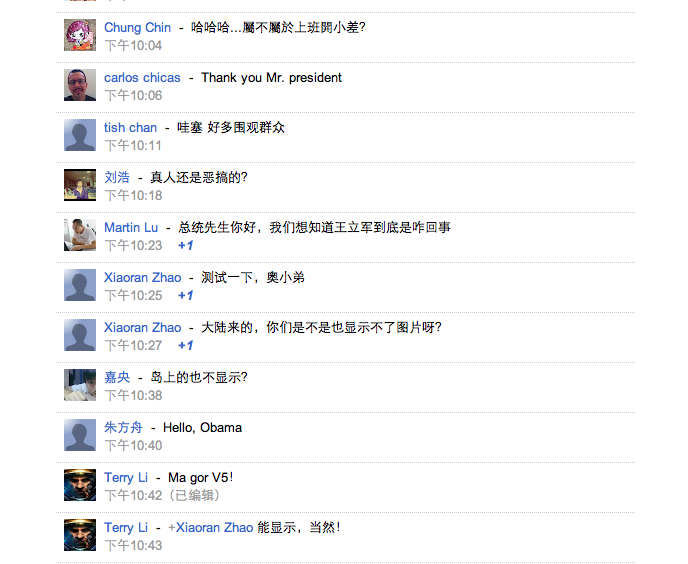 Chung Chin - 哈哈哈...屬不屬於上班開小差?
下午10:04
carlos chicas - Thank you Mr. president
下午10:06
tish chan - 哇塞 好多围观群众
下午10:11
刘浩 - 真人还是恶搞的?
下午10:18
Martin Lu - 总统先生你好，我们想知道王立军到底是咋回事
下午10:23 +1
Xiaoran Zhao - 测试一下，奥小弟
下午10:25 +1
Xiaoran Zhao - 大陆来的，你们是不是也显示不了图片呀?
下午10:27 +1
嘉央 - 岛上的也不显示?
下午10:38
朱方舟 - Hello, Obama
下午10:40
Terry Li - Ma gor V5!
下午10:42（已编辑）
Terry Li - +Xiaoran Zhao 能显示，当然!
下午10:43